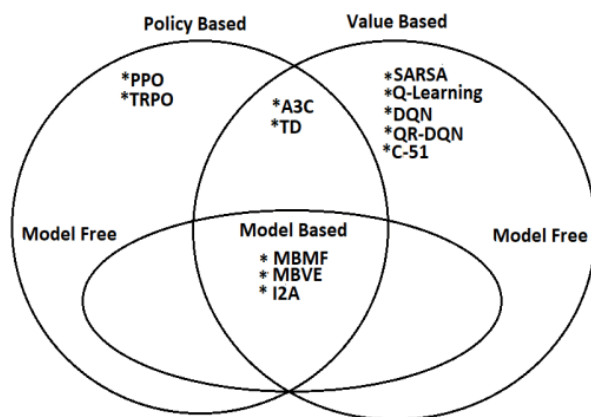 Policy Based
Value Based
*PPO
*TRPO
*A3C
*TD
*SARSA
*Q-Learning
*DQN
*QR-DQN
*C-51
Model Free
Model Based
Model Free
* MBMF
* MBVE
* I2A